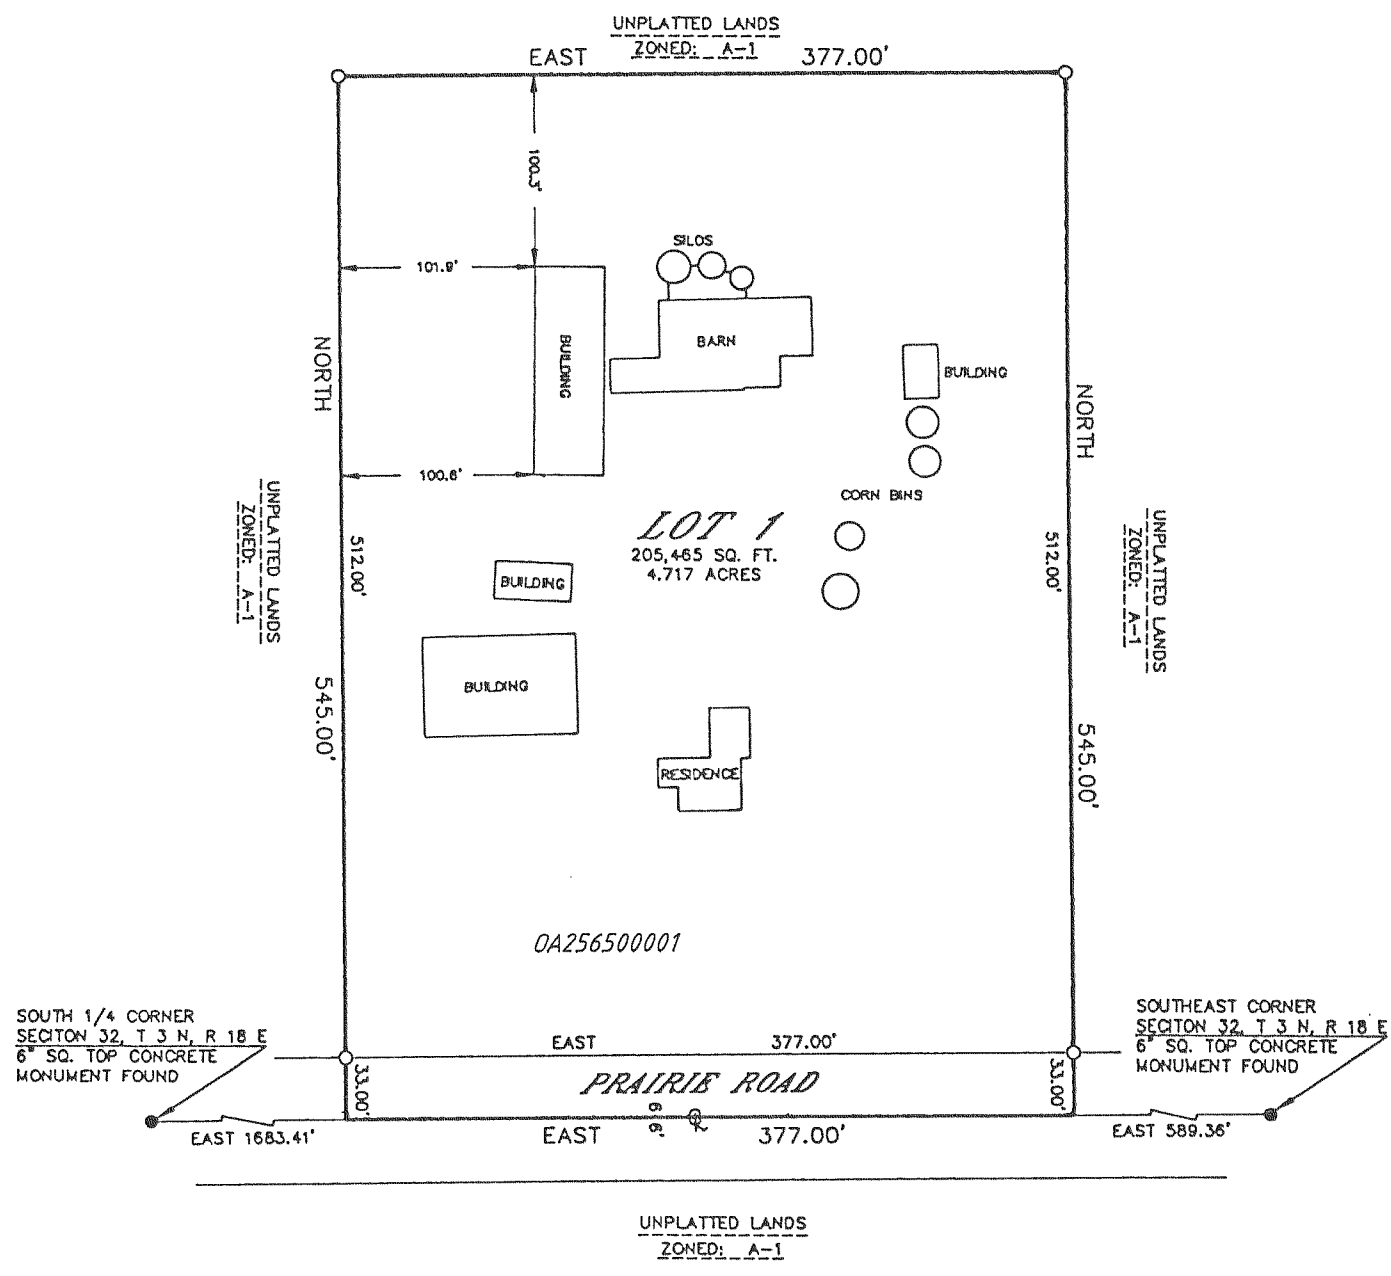 UNPLATTED LANDS
ZONED: A-1
EAST 377.00'
100.3'
SILOS
101.9'
BUILDING
BARN
BUILDING
NORTH
NORTH
100.6'
CORN BINS
UNPLATTED LANDS
ZONED: A-1
512.00'
LOT 1
205,465 SQ. FT.
4.717 ACRES
512.00'
UNPLATTED LANDS
ZONED: A-1
BUILDING
BUILDING
545.00'
545.00'
RESIDENCE
OA256500001
SOUTH 1/4 CORNER
SECITON 32, T 3 N, R 18 E
6" SQ. TOP CONCRETE
MONUMENT FOUND
SOUTHEAST CORNER
SECITON 32, T 3 N, R 18 E
6" SQ. TOP CONCRETE
MONUMENT FOUND
EAST 377.00'
33.00'
PRAIRIE ROAD
33.00'
66'
EAST 1683.41'
EAST 377.00'
EAST 589.36'
UNPLATTED LANDS
ZONED: A-1